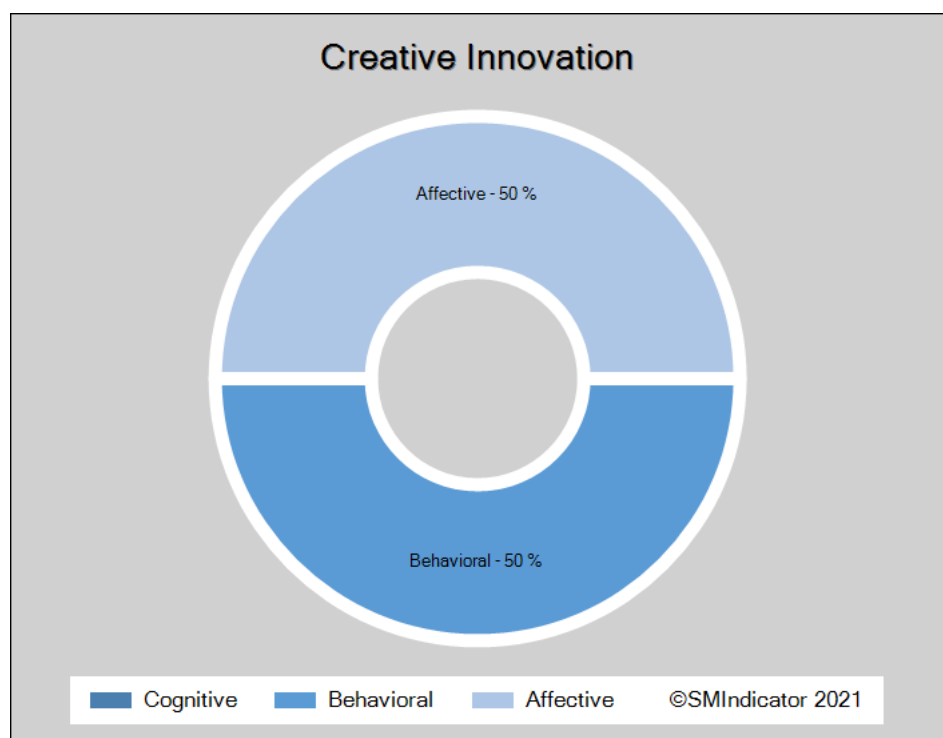 Creative Innovation
Affective - 50 %
Behavioral - 50 %
Cognitive Behavioral Affective ©SMIndicator 2021